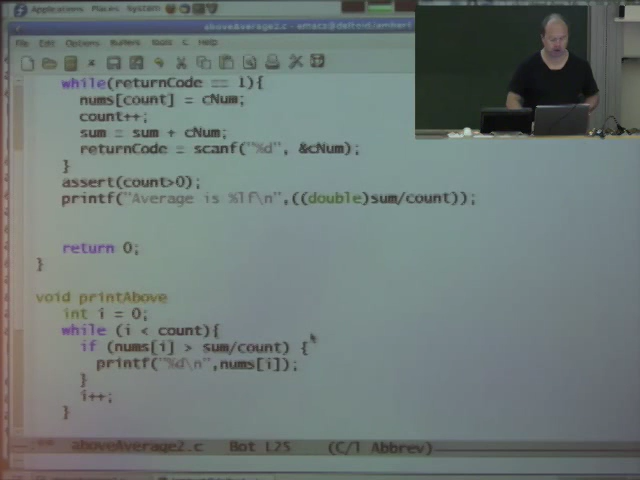 Applications Places System
aboveAverage2.c - emacs@deltoid
File Edit Options Buffers Tools C Help
while(returnCode == 1){
nums[count] = cNum;
count++;
sum = sum + cNum;
returnCode = scanf("%d", &cNum);
}
assert(count>0);
printf("Average is %lf\n",((double)sum/count));
return 0;
}
void printAbove
int i = 0;
while (i < count){
if (nums[i] > sum/count) {
printf("%d\n",nums[i]);
}
i++;
}
aboveAverage2.c Bot L25 (C/l Abbrev)